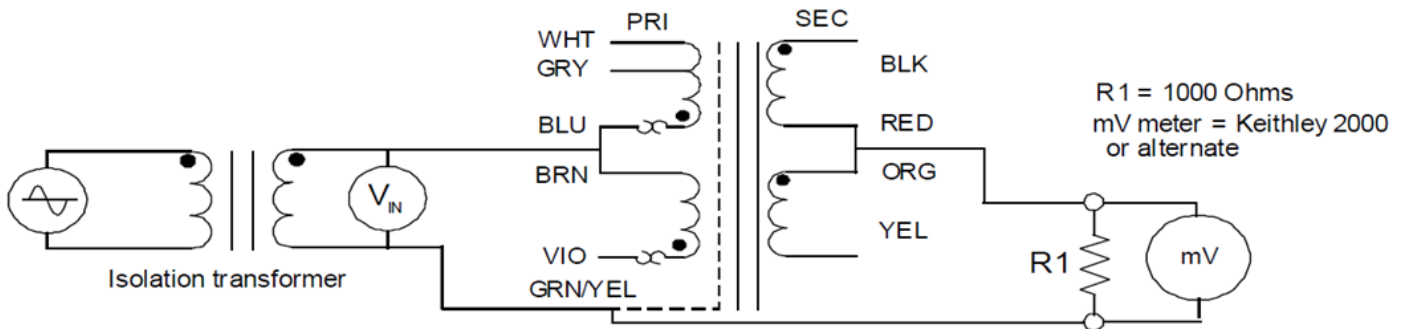 PRI
SEC
WHT
GRY
BLU
BRN
VIO
GRN/YEL
BLK
RED
ORG
YEL
V IN
Isolation transformer
R1 = 1000 Ohms
mV meter = Keithley 2000
or alternate
R1
mV